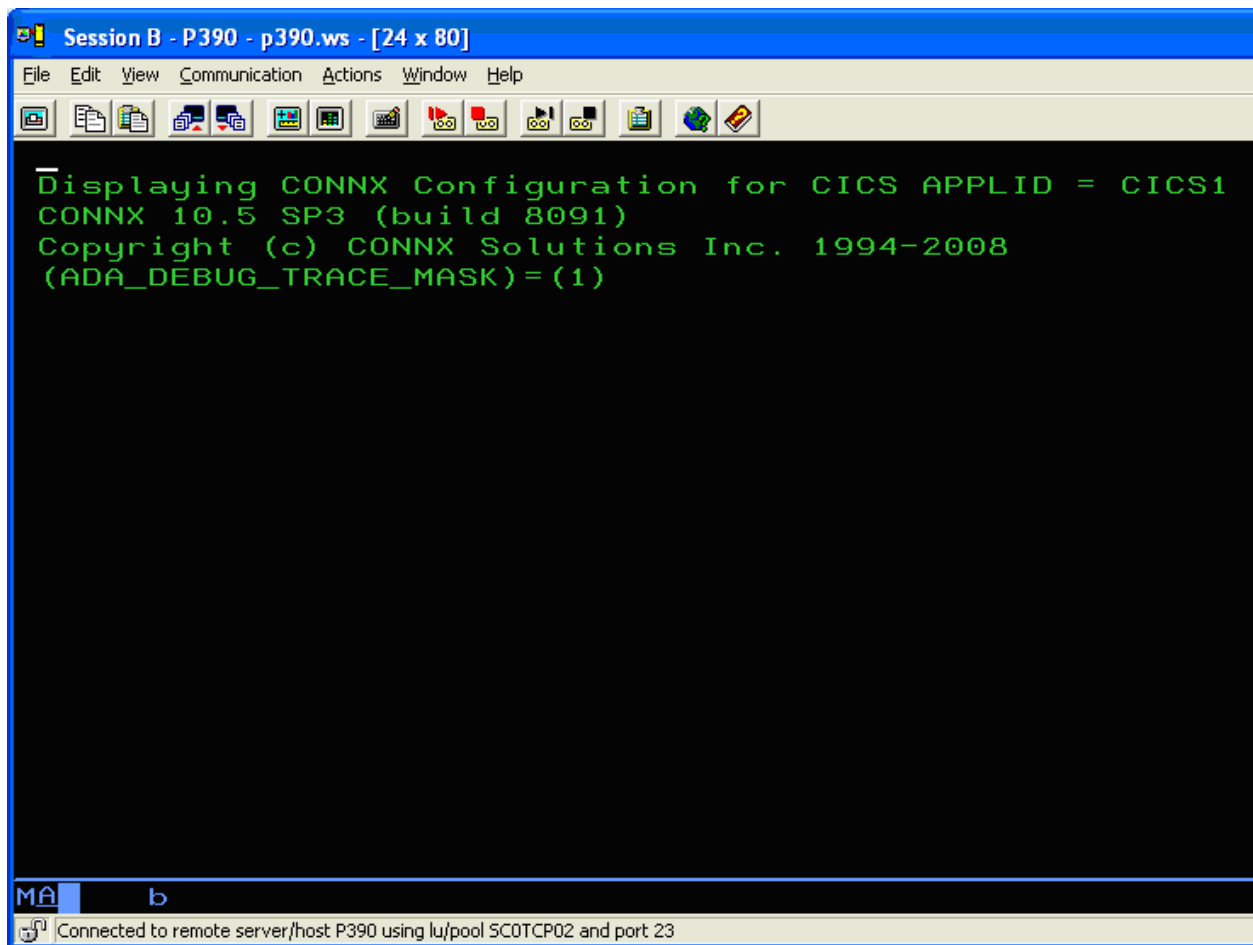 Session B - P390 - p390.ws - [24 x 80]
File Edit View Communication Actions Window Help
Displaying CONNX Configuration for CICS APPLID = CICS1
CONNX 10.5 SP3 (build 8091)
Copyright (c) CONNX Solutions Inc. 1994-2008
(ADA_DEBUG_TRACE_MASK)=(1)
MA b
Connected to remote server/host P390 using lu/pool SC0TCP02 and port 23